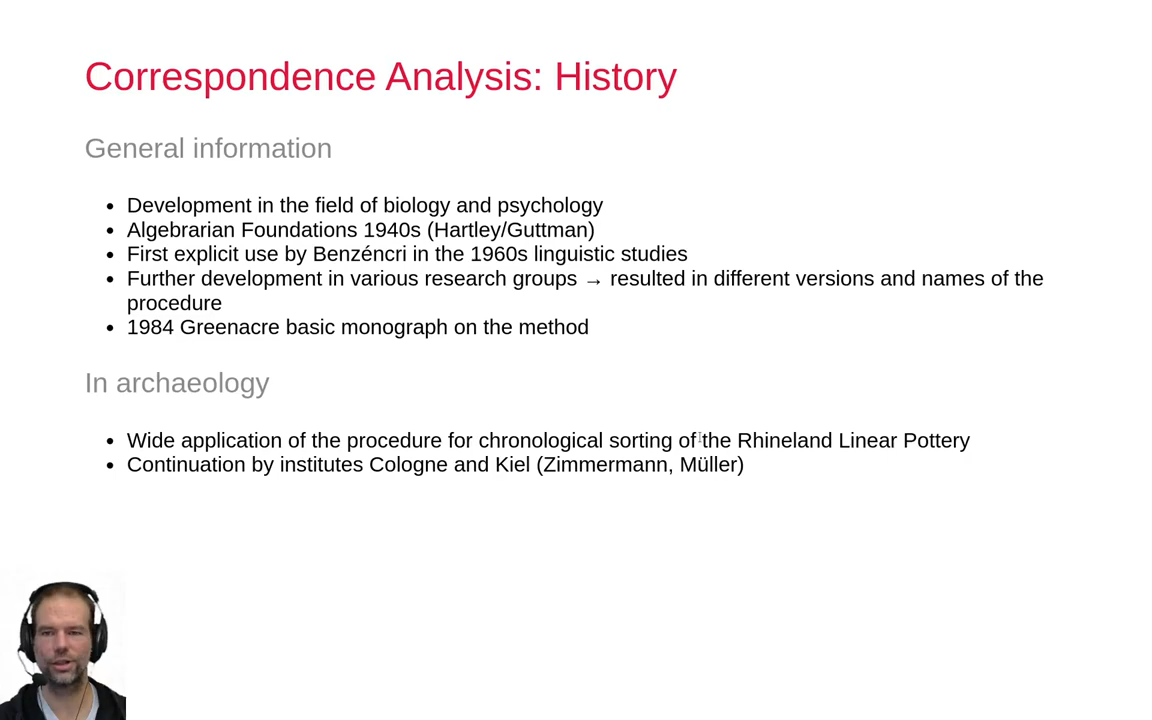 Correspondence Analysis: History
General information
• Development in the field of biology and psychology
• Algebrarian Foundations 1940s (Hartley/Guttman)
• First explicit use by Benzéncri in the 1960s linguistic studies
• Further development in various research groups → resulted in different versions and names of the
procedure
• 1984 Greenacre basic monograph on the method
In archaeology
• Wide application of the procedure for chronological sorting of the Rhineland Linear Pottery
• Continuation by institutes Cologne and Kiel (Zimmermann, Müller)